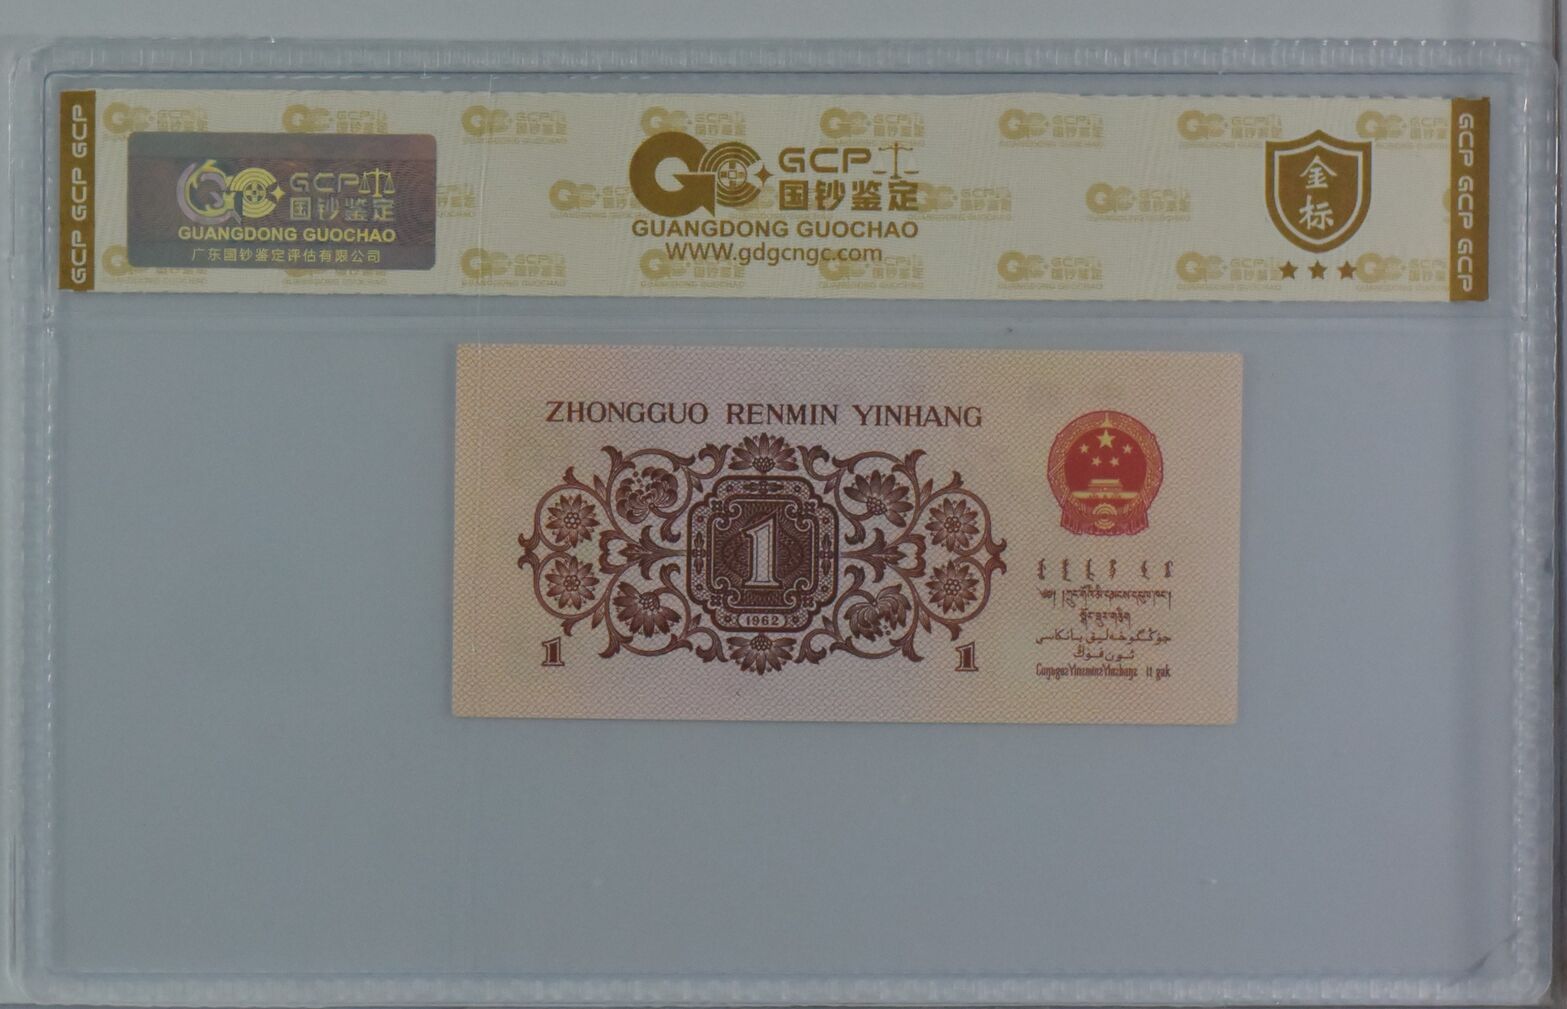 GCP GCP GCP
GCP
国钞鉴定
GUANGDONG GUOCHAO
广东国钞鉴定评估有限公司
GCP
国钞鉴定
GUANGDONG GUOCHAO
WWW.gdgcngc.com
金
标
GCP GCP GCP
ZHONGGUO RENMIN YINHANG
1
1962
1
1
جۇڭگوخەلىق بانكاسى